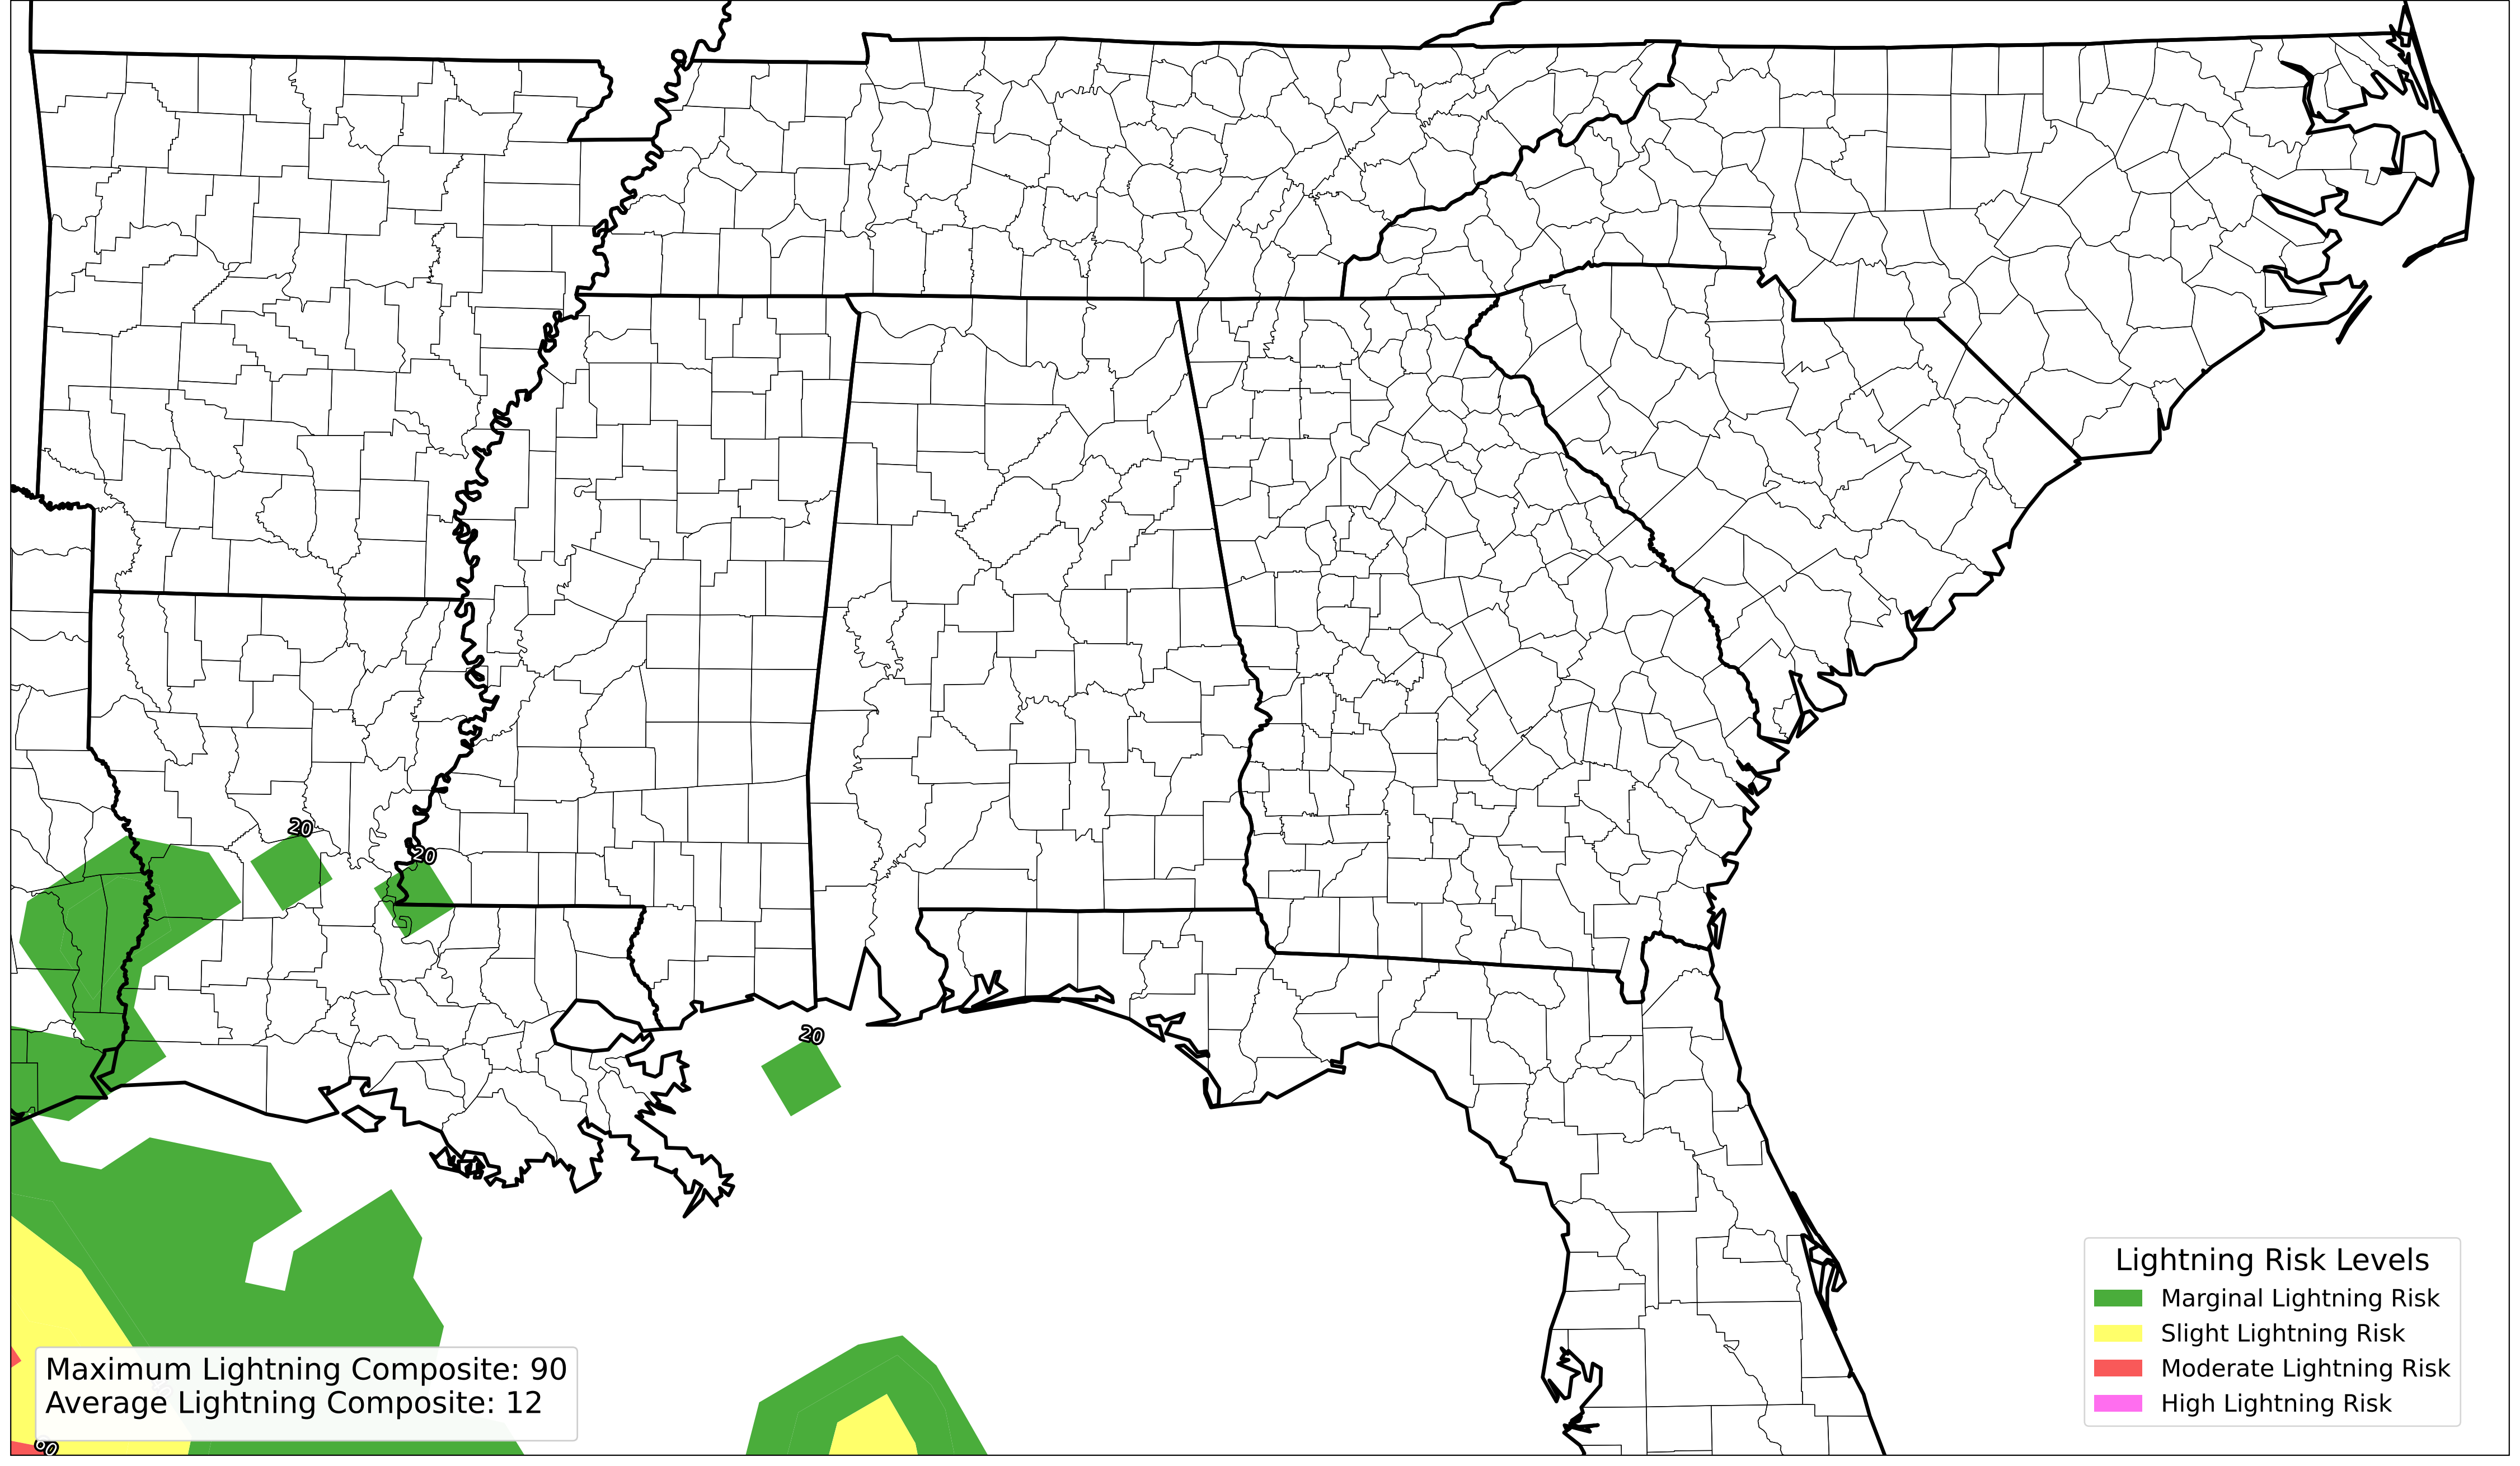 20
20
20
Maximum Lightning Composite: 90
Average Lightning Composite: 12
60
Lightning Risk Levels
Marginal Lightning Risk
Slight Lightning Risk
Moderate Lightning Risk
High Lightning Risk